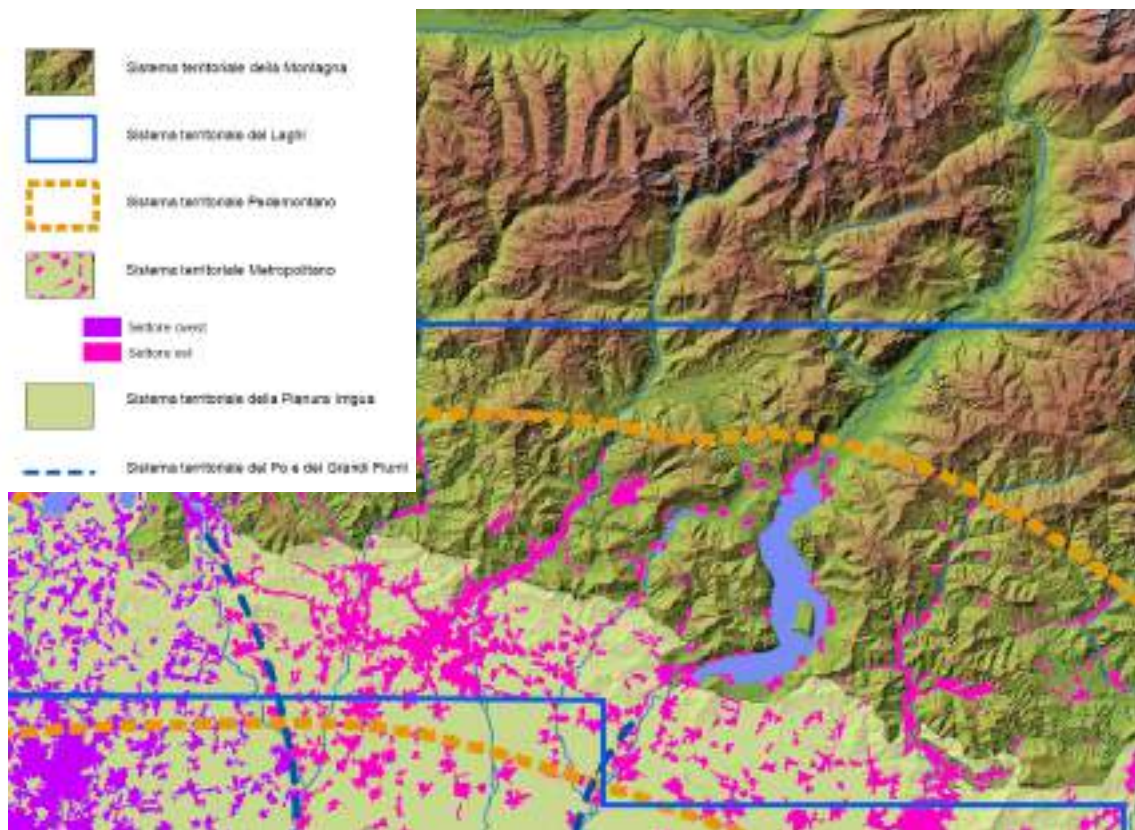 Sistema territoriale della Montagna
Sistema territoriale dei Laghi
Sistema territoriale Pedemontano
Sistema territoriale Metropolitano
Settore ovest
Settore est
Sistema territoriale della Pianura Irrigua
Sistema territoriale del Po e dei Grandi Fiumi